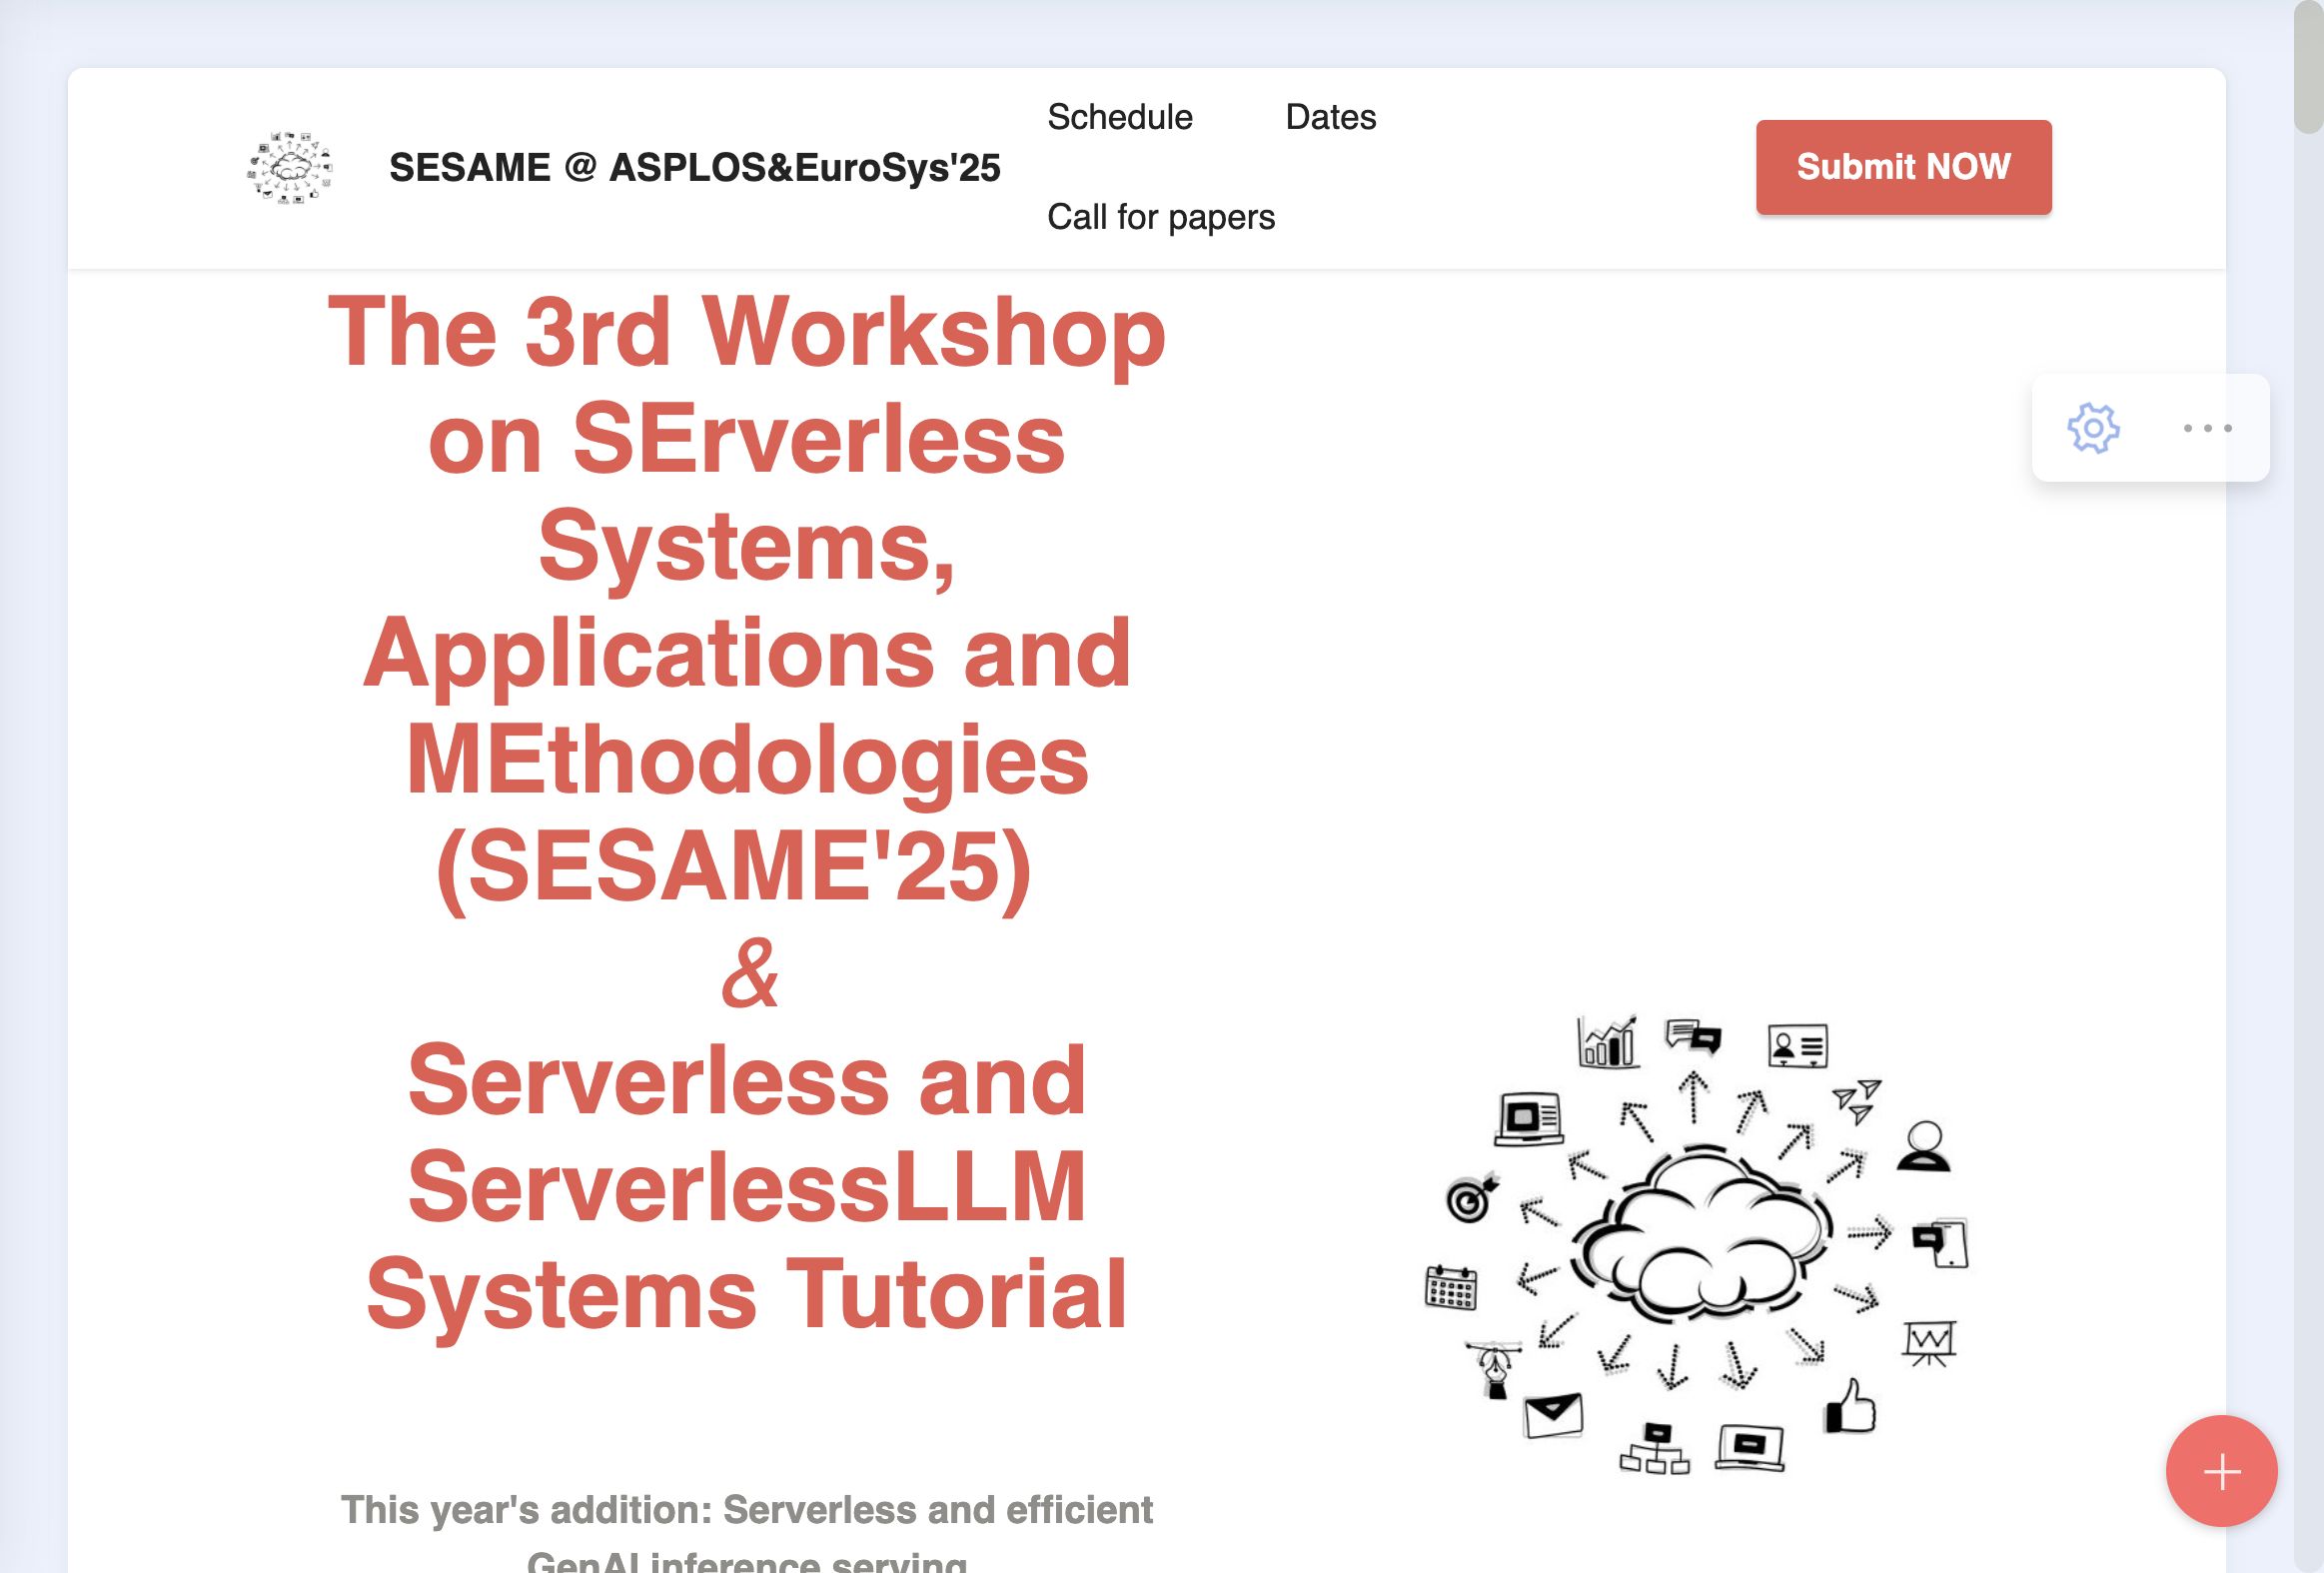 SESAME @ ASPLOS&EuroSys'25
Schedule
Dates
Call for papers
Submit NOW
The 3rd Workshop
on SErverless
Systems,
Applications and
MEthodologies
(SESAME'25)
&
Serverless and
ServerlessLLM
Systems Tutorial
This year's addition: Serverless and efficient
GenAI inference serving